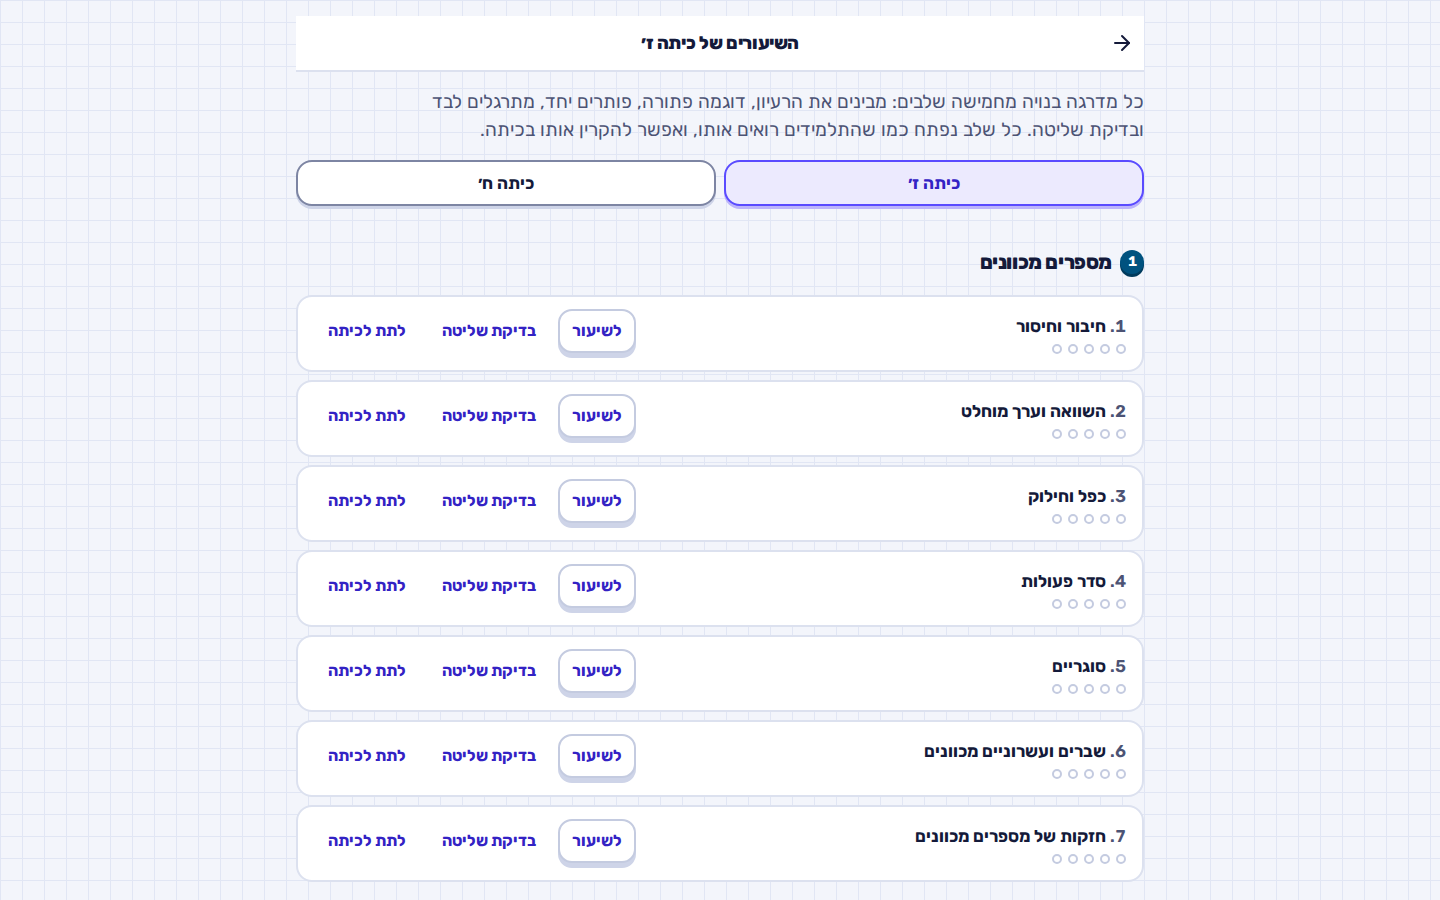 השיעורים של כיתה ז׳
כל מדרגה בנויה מחמישה שלבים: מבינים את הרעיון, דוגמה פתורה, פותרים יחד, מתרגלים לבד
ובדיקת שליטה. כל שלב נפתח כמו שהתלמידים רואים אותו, ואפשר להקרין אותו בכיתה.
כיתה ז׳
כיתה ח׳
1 מספרים מכוונים
1. חיבור וחיסור
לשיעור בדיקת שליטה לתת לכיתה
2. השוואה וערך מוחלט
לשיעור בדיקת שליטה לתת לכיתה
3. כפל וחילוק
לשיעור בדיקת שליטה לתת לכיתה
4. סדר פעולות
לשיעור בדיקת שליטה לתת לכיתה
5. סוגריים
לשיעור בדיקת שליטה לתת לכיתה
6. שברים ועשרוניים מכוונים
לשיעור בדיקת שליטה לתת לכיתה
7. חזקות של מספרים מכוונים
לשיעור בדיקת שליטה לתת לכיתה